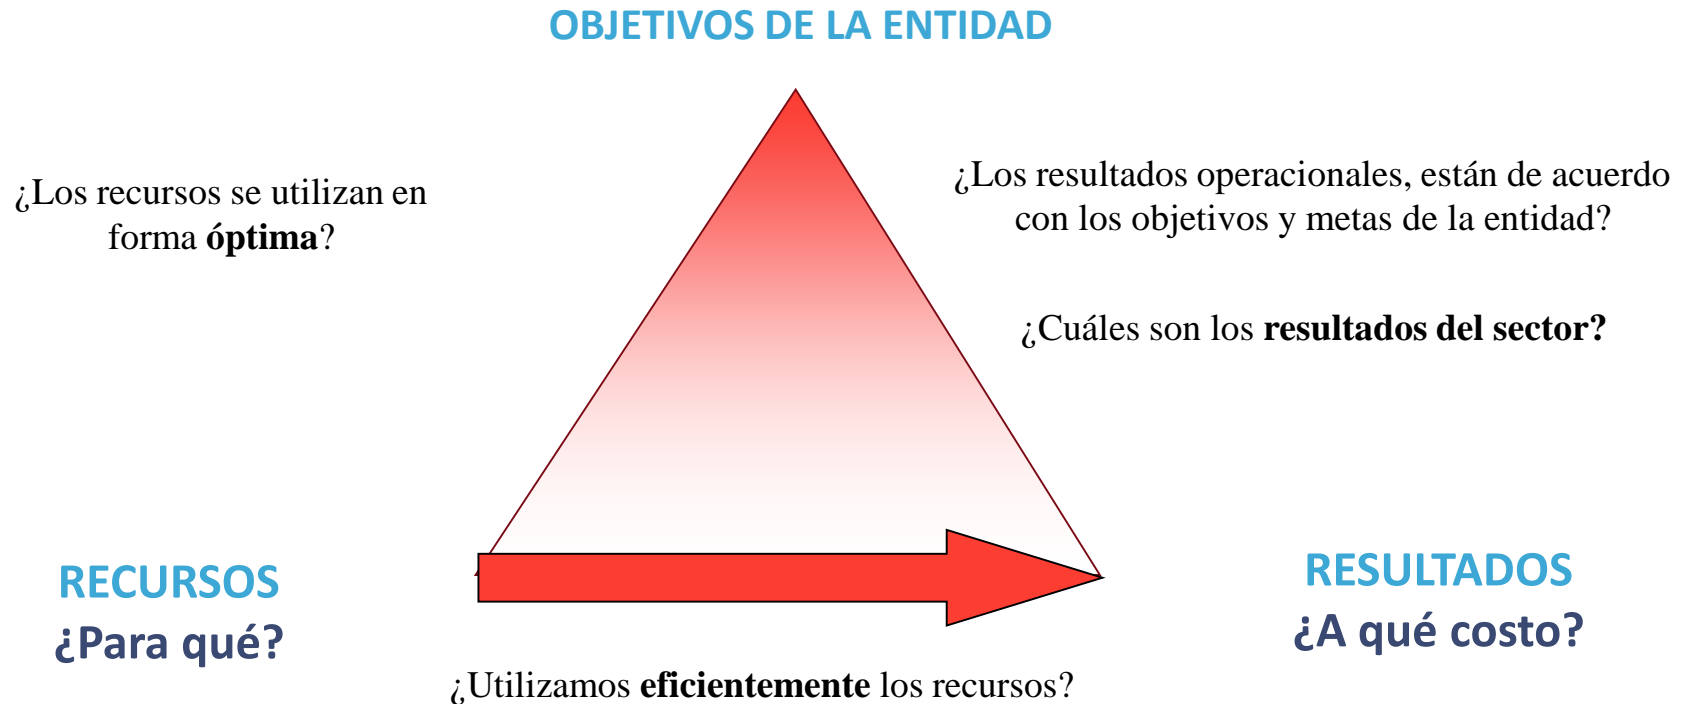 OBJETIVOS DE LA ENTIDAD
¿Los recursos se utilizan en
forma óptima?
¿Los resultados operacionales, están de acuerdo
con los objetivos y metas de la entidad?
¿Cuáles son los resultados del sector?
RECURSOS
¿Para qué?
RESULTADOS
¿A qué costo?
¿Utilizamos eficientemente los recursos?